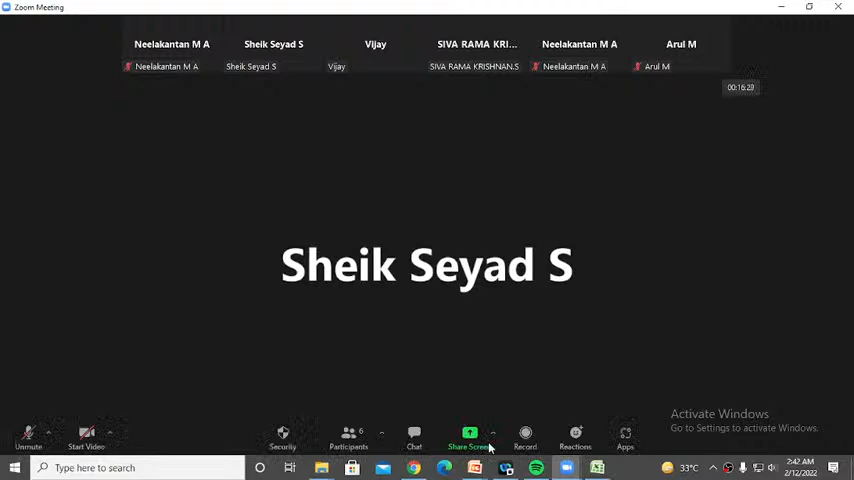 Zoom Meeting
Neelakantan M A Sheik Seyad S Vijay SIVA RAMA KRI... Neelakantan M A Arul M
Neelakantan M A Sheik Seyad S Vijay SIVA RAMA KRISHNAN.S Neelakantan M A Arul M
00:16:23
Sheik Seyad S
Activate Windows
Go to Settings to activate Windows.
6
Unmute Start Video Security Participants Chat Share Screen Record Reactions Apps
Type here to search
33°C
2:42 AM
2/12/2022